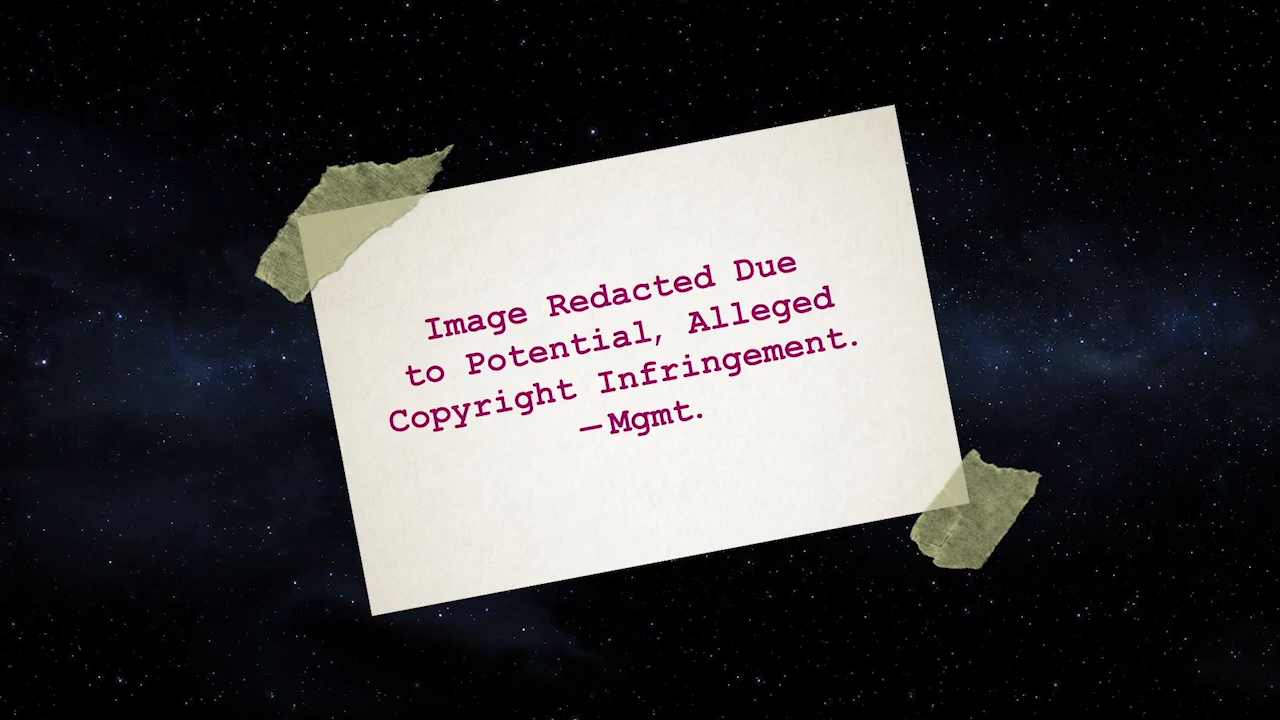 Image Redacted Due
to Potential, Alleged
Copyright Infringement.
—Mgmt.